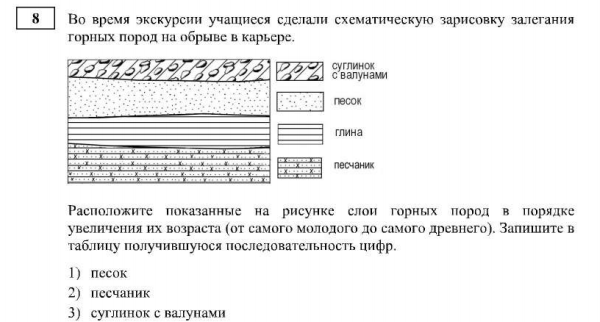 8
Во время экскурсии учащиеся сделали схематическую зарисовку залегания
горных пород на обрыве в карьере.
суглинок
с валунами
песок
глина
песчаник
Расположите показанные на рисунке слои горных пород в порядке
увеличения их возраста (от самого молодого до самого древнего). Запишите в
таблицу получившуюся последовательность цифр.
1) песок
2) песчаник
3) суглинок с валунами